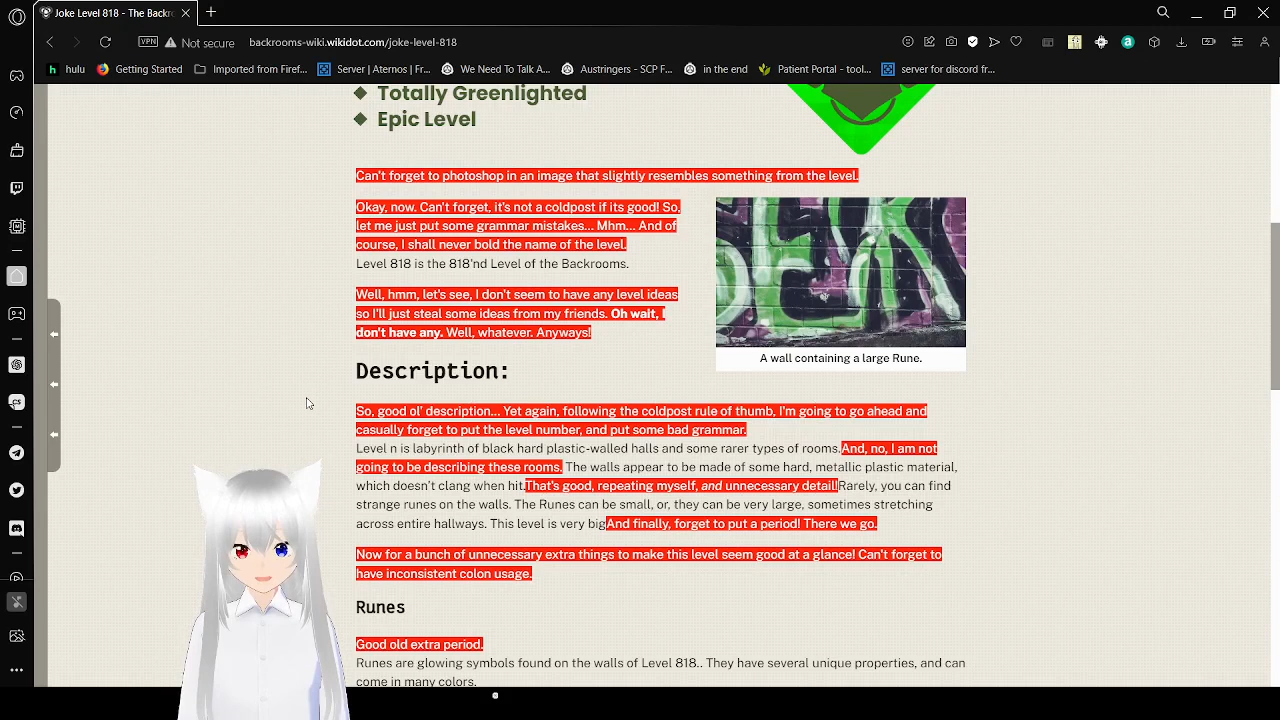 Joke Level 818 - The Backro
VPN
Not secure
backrooms-wiki.wikidot.com/joke-level-818
hulu
Getting Started
Imported from Firef...
Server | Aternos | Fr...
We Need To Talk A...
Austringers - SCP F...
in the end
Patient Portal - tool...
server for discord fr...
Totally Greenlighted
Epic Level
Can't forget to photoshop in an image that slightly resembles something from the level.
Okay, now. Can't forget, it's not a coldpost if its good! So,
let me just put some grammar mistakes... Mhm... And of
course, I shall never bold the name of the level.
Level 818 is the 818'nd Level of the Backrooms.
Well, hmm, let's see, I don't seem to have any level ideas
so I'll just steal some ideas from my friends. Oh wait, I
don't have any. Well, whatever. Anyways!
A wall containing a large Rune.
Description:
So, good ol' description... Yet again, following the coldpost rule of thumb, I'm going to go ahead and
casually forget to put the level number, and put some bad grammar.
Level n is labyrinth of black hard plastic-walled halls and some rarer types of rooms.And, no, I am not
going to be describing these rooms. The walls appear to be made of some hard, metallic plastic material,
which doesn't clang when hit.That's good, repeating myself, and unnecessary detail!Rarely, you can find
strange runes on the walls. The Runes can be small, or, they can be very large, sometimes stretching
across entire hallways. This level is very bigAnd finally, forget to put a period! There we go.
Now for a bunch of unnecessary extra things to make this level seem good at a glance! Can't forget to
have inconsistent colon usage.
Runes
Good old extra period.
Runes are glowing symbols found on the walls of Level 818.. They have several unique properties, and can
come in many colors.